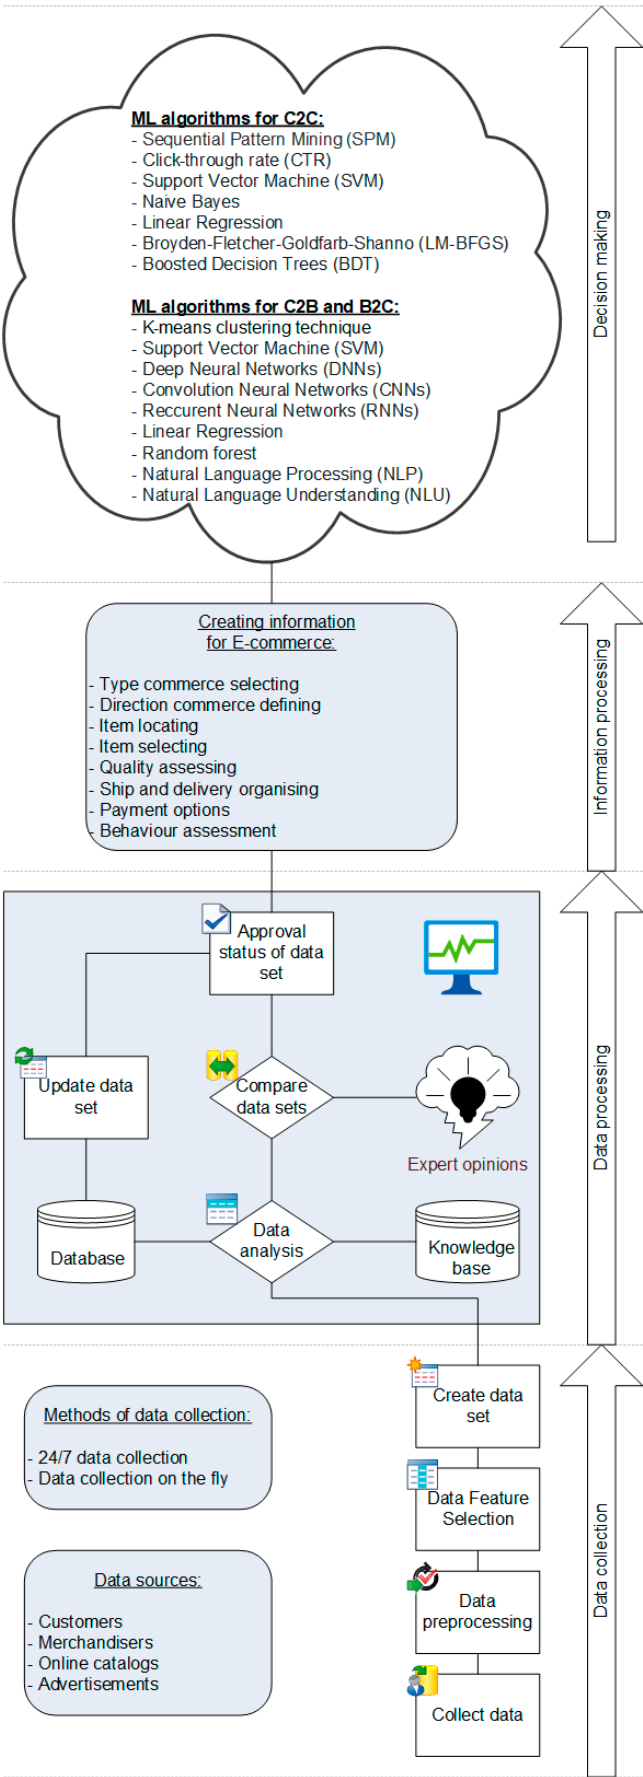 ML algorithms for C2C:
- Sequential Pattern Mining (SPM)
- Click-through rate (CTR)
- Support Vector Machine (SVM)
- Naive Bayes
- Linear Regression
- Broyden-Fletcher-Goldfarb-Shanno (LM-BFGS)
- Boosted Decision Trees (BDT)
ML algorithms for C2B and B2C:
- K-means clustering technique
- Support Vector Machine (SVM)
- Deep Neural Networks (DNNs)
- Convolution Neural Networks (CNNs)
- Reccurent Neural Networks (RNNs)
- Linear Regression
- Random forest
- Natural Language Processing (NLP)
- Natural Language Understanding (NLU)
Decision making
Creating information
for E-commerce:
- Type commerce selecting
- Direction commerce defining
- Item locating
- Item selecting
- Quality assessing
- Ship and delivery organising
- Payment options
- Behaviour assessment
Information processing
Approval
status of data
set
Update data
set
Compare
data sets
Expert opinions
Database
Data
analysis
Knowledge
base
Data processing
Methods of data collection:
- 24/7 data collection
- Data collection on the fly
Data sources:
- Customers
- Merchandisers
- Online catalogs
- Advertisements
Create data
set
Data Feature
Selection
Data
preprocessing
Collect data
Data collection